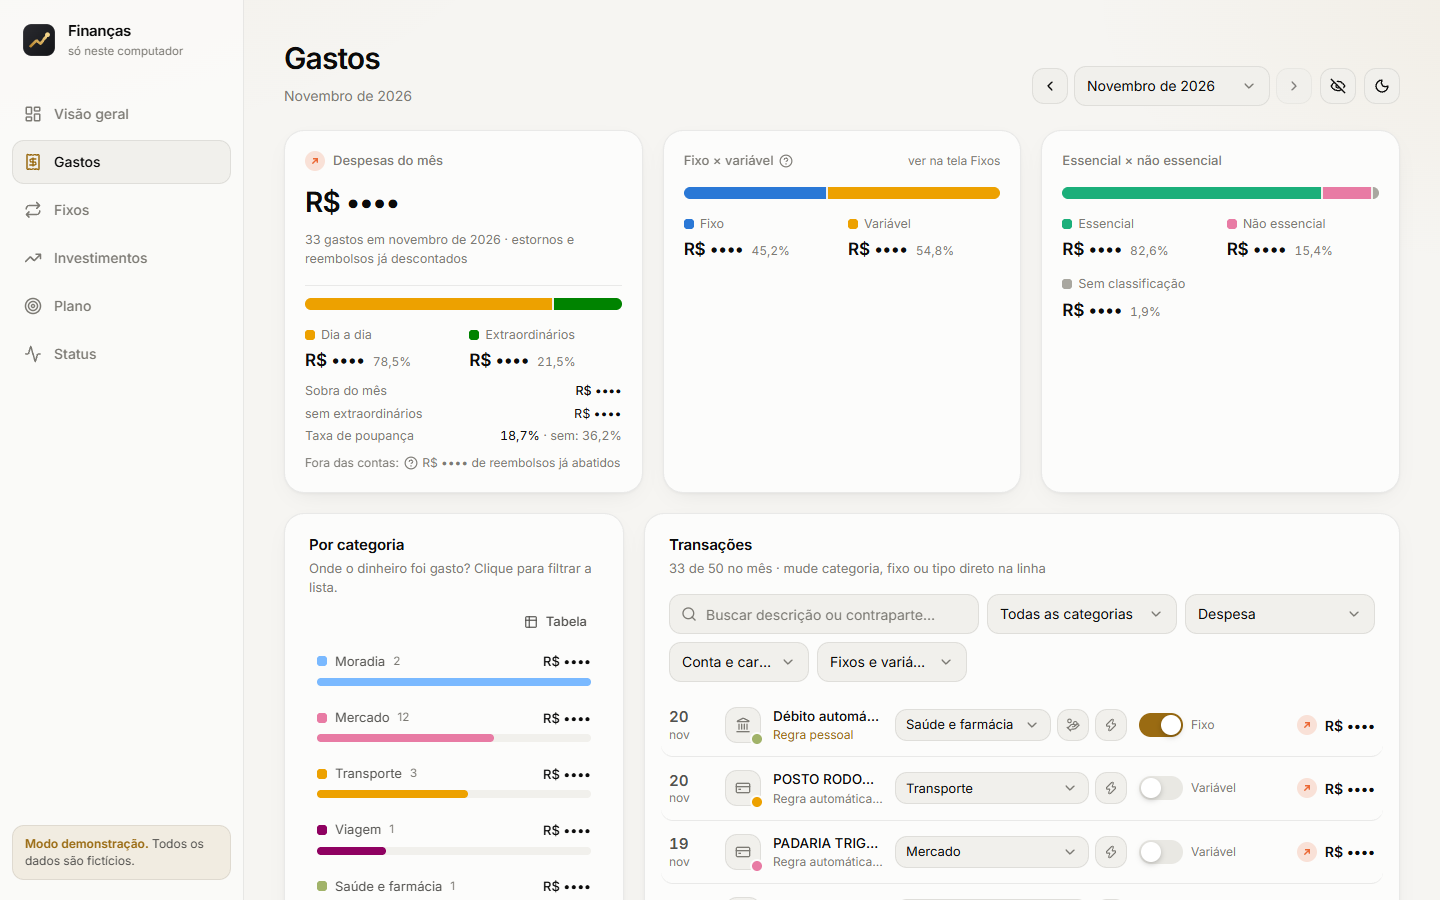 Finanças
só neste computador
Visão geral
Gastos
Fixos
Investimentos
Plano
Status
Modo demonstração. Todos os
dados são fictícios.
Gastos
Novembro de 2026
Novembro de 2026
Despesas do mês
R$ ••••
33 gastos em novembro de 2026 · estornos e
reembolsos já descontados
Dia a dia
R$ •••• 78,5%
Extraordinários
R$ •••• 21,5%
Sobra do mês R$ ••••
sem extraordinários R$ ••••
Taxa de poupança 18,7% · sem: 36,2%
Fora das contas: R$ •••• de reembolsos já abatidos
Fixo × variável ver na tela Fixos
Fixo
R$ •••• 45,2%
Variável
R$ •••• 54,8%
Essencial × não essencial
Essencial
R$ •••• 82,6%
Não essencial
R$ •••• 15,4%
Sem classificação
R$ •••• 1,9%
Por categoria
Onde o dinheiro foi gasto? Clique para filtrar a
lista.
Tabela
Moradia 2 R$ ••••
Mercado 12 R$ ••••
Transporte 3 R$ ••••
Viagem 1 R$ ••••
Saúde e farmácia 1 R$ ••••
Transações
33 de 50 no mês · mude categoria, fixo ou tipo direto na linha
Buscar descrição ou contraparte...
Todas as categorias
Despesa
Conta e car...
Fixos e variá...
20 nov
Débito automá...
Regra pessoal
Saúde e farmácia
Fixo
R$ ••••
20 nov
POSTO RODO...
Regra automática...
Transporte
Variável
R$ ••••
19 nov
PADARIA TRIG...
Regra automática...
Mercado
Variável
R$ ••••